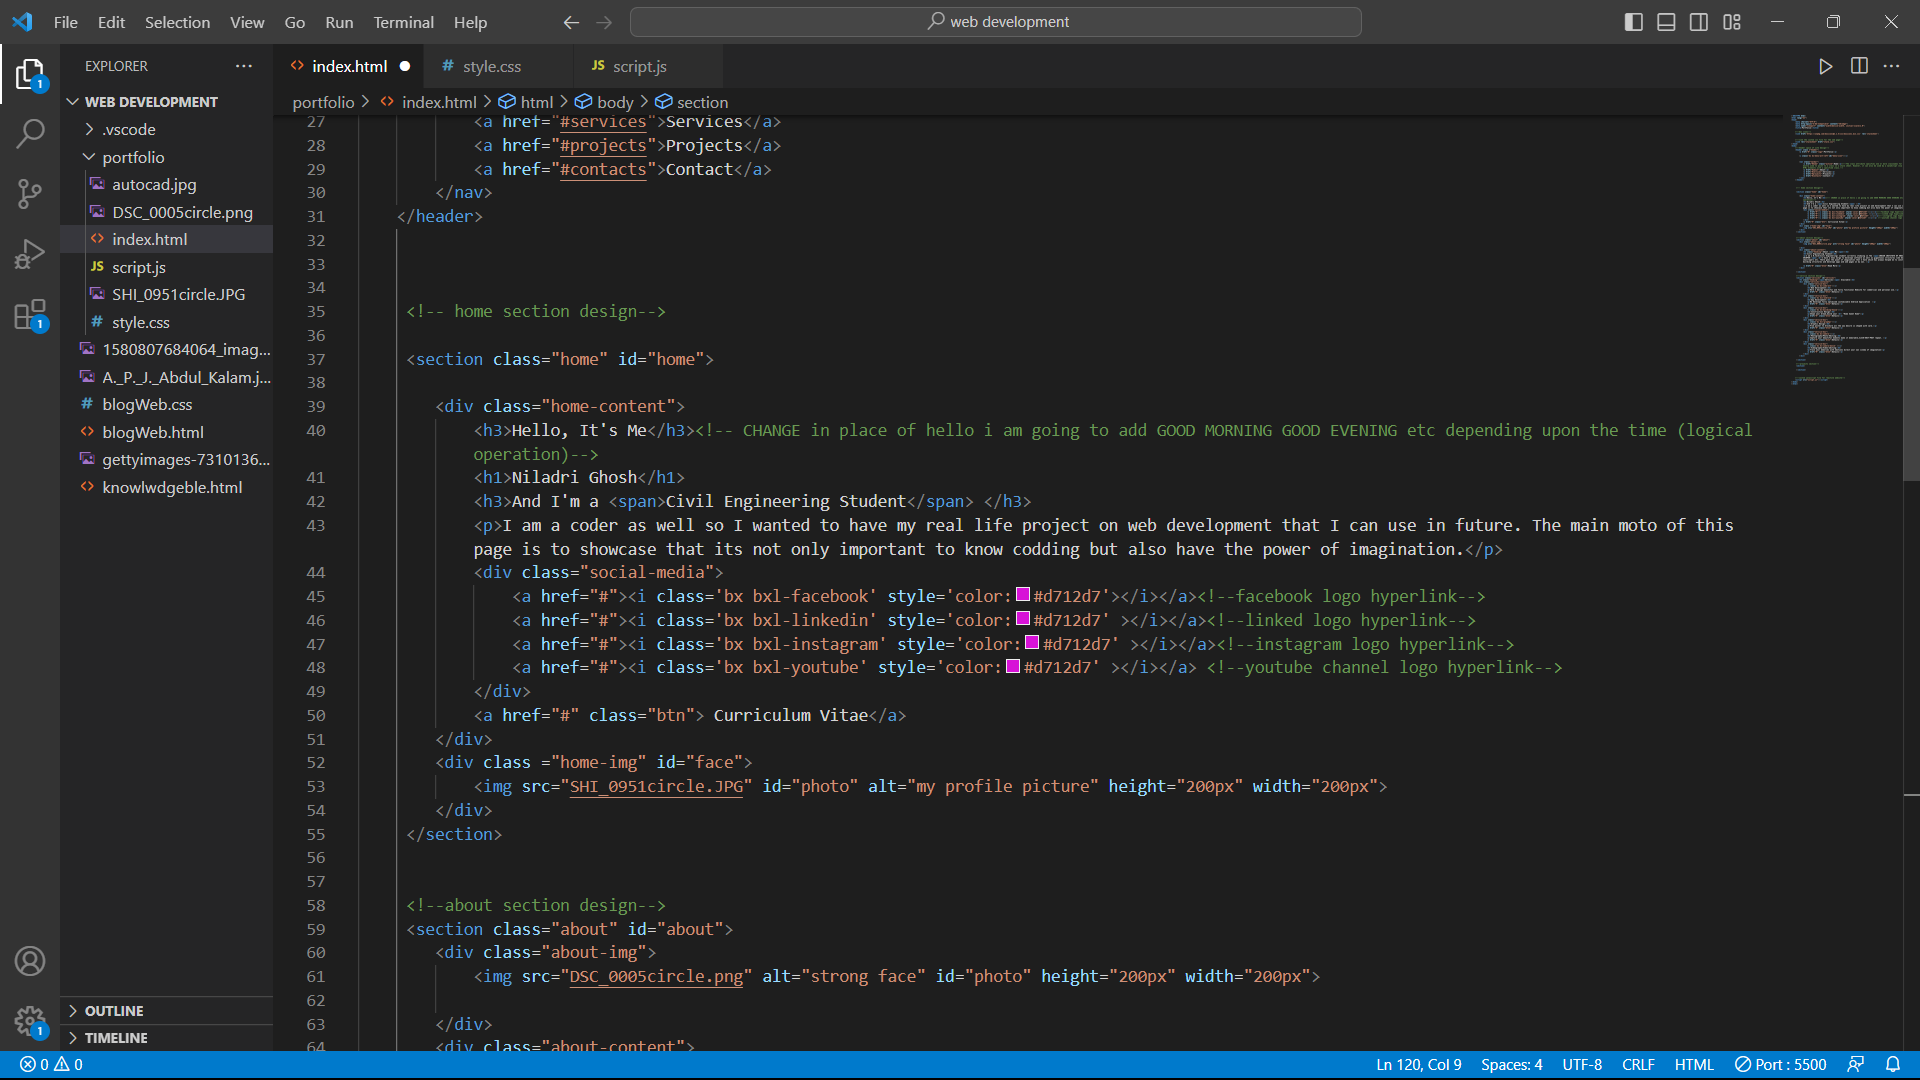 File Edit Selection View Go Run Terminal Help
web development
EXPLORER
index.html
style.css
script.js
WEB DEVELOPMENT
.vscode
portfolio
autocad.jpg
DSC_0005circle.png
index.html
script.js
SHI_0951circle.JPG
style.css
1580807684064_imag...
A._P._J._Abdul_Kalam.j...
blogWeb.css
blogWeb.html
gettyimages-7310136...
knowlwdgeble.html
OUTLINE
TIMELINE
portfolio > index.html > html > body > section
27 <a href="#services">Services</a>
28 <a href="#projects">Projects</a>
29 <a href="#contacts">Contact</a>
30 </nav>
31 </header>
32
33
34
35 <!-- home section design-->
36
37 <section class="home" id="home">
38
39 <div class="home-content">
40 <h3>Hello, It's Me</h3><!-- CHANGE in place of hello i am going to add GOOD MORNING GOOD EVENING etc depending upon the time (logical
operation)-->
41 <h1>Niladri Ghosh</h1>
42 <h3>And I'm a <span>Civil Engineering Student</span> </h3>
43 <p>I am a coder as well so I wanted to have my real life project on web development that I can use in future. The main moto of this
page is to showcase that its not only important to know codding but also have the power of imagination.</p>
44 <div class="social-media">
45 <a href="#"><i class='bx bxl-facebook' style='color:#d712d7'></i></a><!--facebook logo hyperlink-->
46 <a href="#"><i class='bx bxl-linkedin' style='color:#d712d7' ></i></a><!--linked logo hyperlink-->
47 <a href="#"><i class='bx bxl-instagram' style='color:#d712d7' ></i></a><!--instagram logo hyperlink-->
48 <a href="#"><i class='bx bxl-youtube' style='color:#d712d7' ></i></a> <!--youtube channel logo hyperlink-->
49 </div>
50 <a href="#" class="btn"> Curriculum Vitae</a>
51 </div>
52 <div class ="home-img" id="face">
53 <img src="SHI_0951circle.JPG" id="photo" alt="my profile picture" height="200px" width="200px">
54 </div>
55 </section>
56
57
58 <!--about section design-->
59 <section class="about" id="about">
60 <div class="about-img">
61 <img src="DSC_0005circle.png" alt="strong face" id="photo" height="200px" width="200px">
62
63 </div>
64 <div class="about-content">
0 0
Ln 120, Col 9 Spaces: 4 UTF-8 CRLF HTML Port : 5500